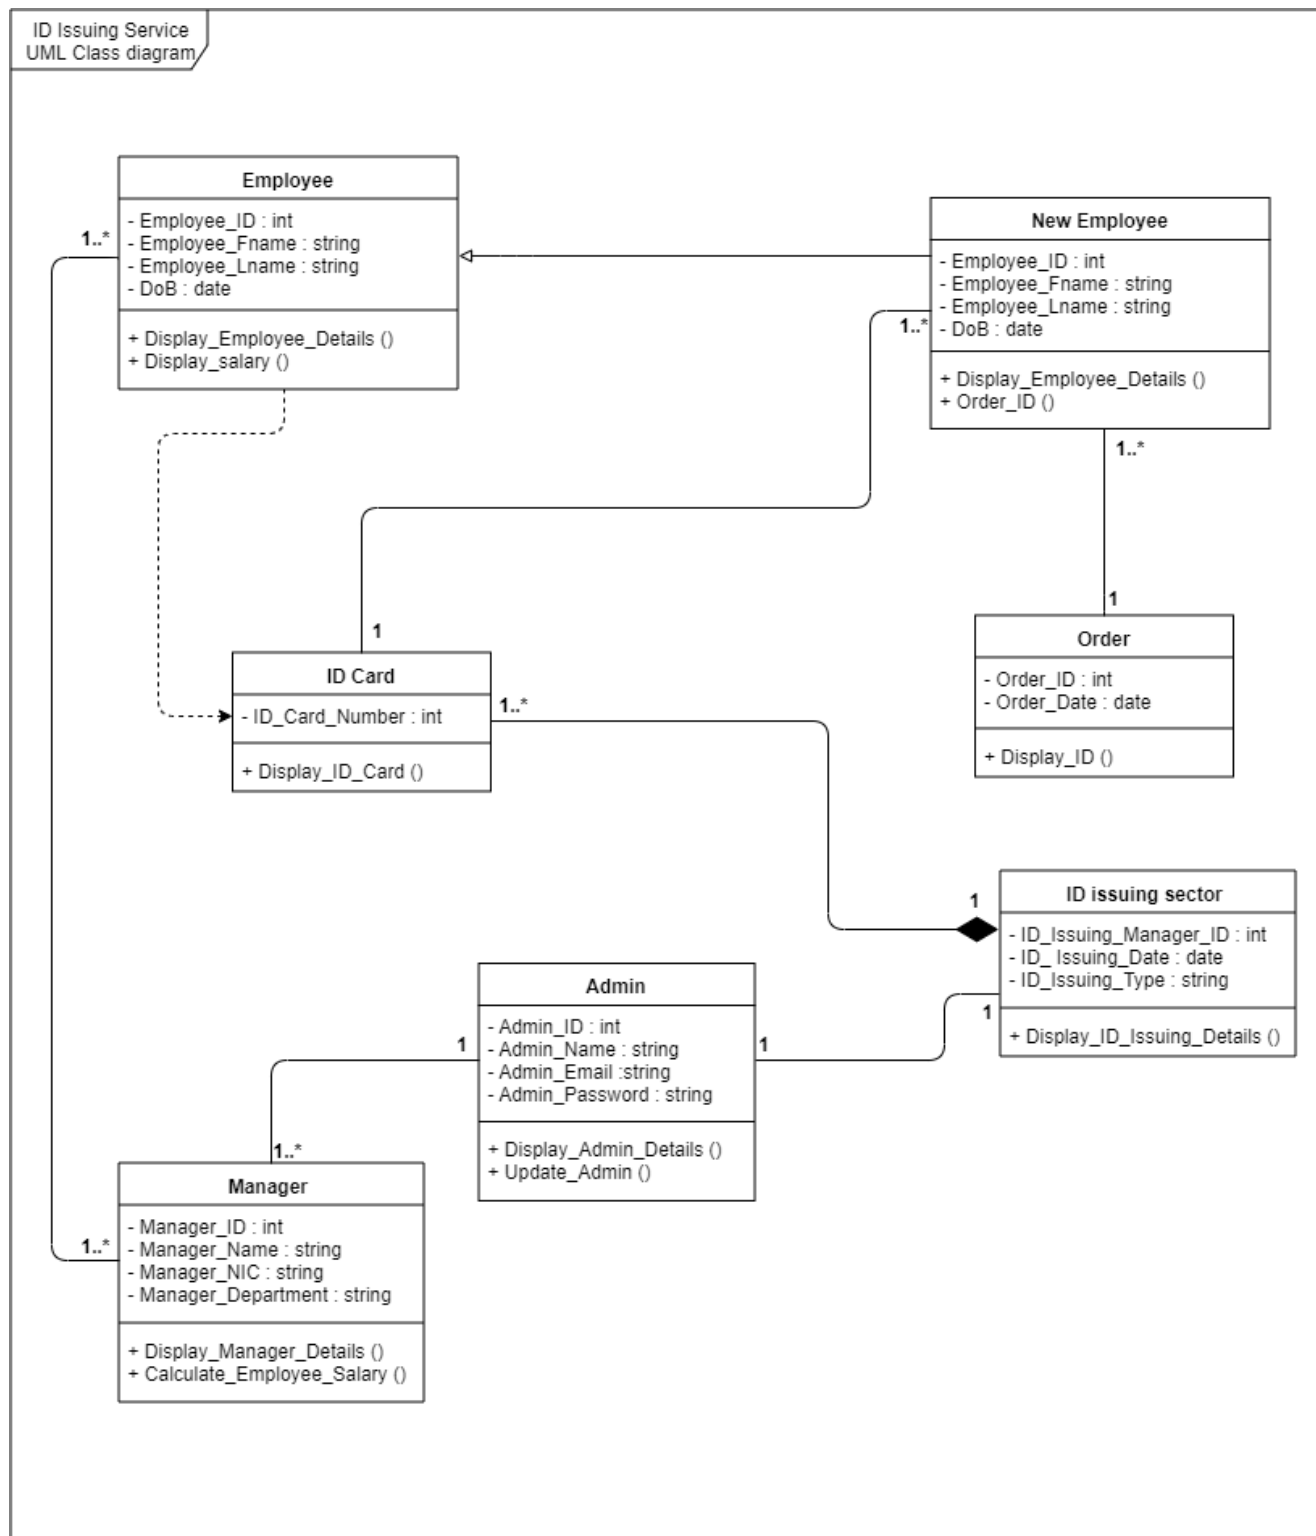 ID Issuing Service
UML Class diagram
Employee
- Employee_ID : int
- Employee_Fname : string
- Employee_Lname : string
- DoB : date
+ Display_Employee_Details ()
+ Display_salary ()
1..*
New Employee
- Employee_ID : int
- Employee_Fname : string
- Employee_Lname : string
- DoB : date
+ Display_Employee_Details ()
+ Order_ID ()
1..*
1..*
1
1
ID Card
- ID_Card_Number : int
+ Display_ID_Card ()
1..*
Order
- Order_ID : int
- Order_Date : date
+ Display_ID ()
1
ID issuing sector
- ID_Issuing_Manager_ID : int
- ID_ Issuing_Date : date
- ID_Issuing_Type : string
+ Display_ID_Issuing_Details ()
1
Admin
- Admin_ID : int
- Admin_Name : string
- Admin_Email :string
- Admin_Password : string
+ Display_Admin_Details ()
+ Update_Admin ()
1
1
1..*
Manager
- Manager_ID : int
- Manager_Name : string
- Manager_NIC : string
- Manager_Department : string
+ Display_Manager_Details ()
+ Calculate_Employee_Salary ()
1..*